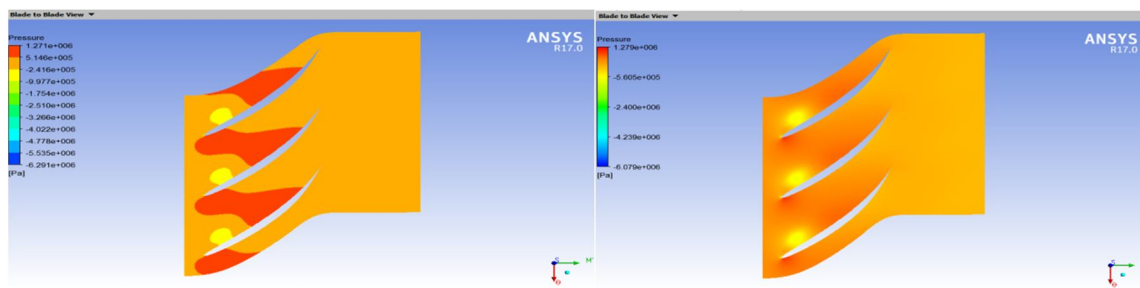 Blade to Blade View
Pressure
1.271e+006
5.146e+005
-2.416e+005
-9.977e+005
-1.754e+006
-2.510e+006
-3.266e+006
-4.022e+006
-4.778e+006
-5.535e+006
-6.291e+006
[Pa]
ANSYS
R17.0
Blade to Blade View
Pressure
1.279e+006
-5.605e+005
-2.400e+006
-4.239e+006
-6.079e+006
[Pa]
ANSYS
R17.0